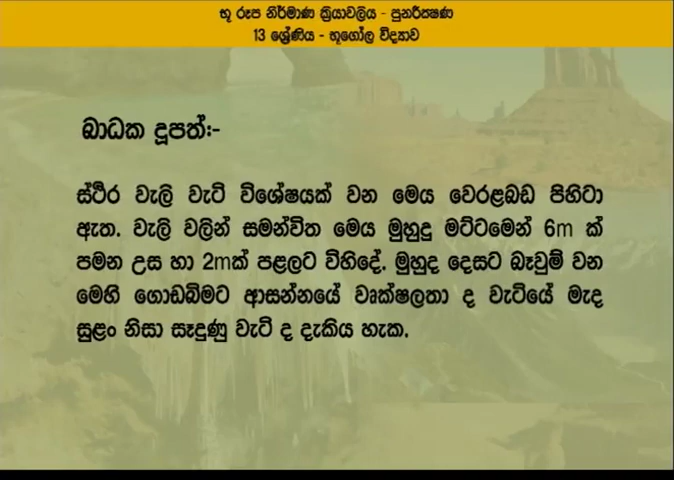 භූ රූප නිර්මාණ ක්‍රියාවලිය - පුනරීක්ෂණ
13 ශ්‍රේණිය - භූගෝල විද්‍යාව
බාධක දූපත්:-
ස්ථිර වැලි වැටි විශේෂයක් වන මෙය වෙරළබඩ පිහිටා
ඇත. වැලි වලින් සමන්විත මෙය මුහුදු මට්ටමෙන් 6m ක්
පමන උස හා 2mක් පළලට විහිදේ. මුහුද දෙසට බෑවුම් වන
මෙහි ගොඩබිමට ආසන්නයේ වෘක්ෂලතා ද වැටියේ මැද
සුළං නිසා සෑදුණු වැටි ද දැකිය හැක.